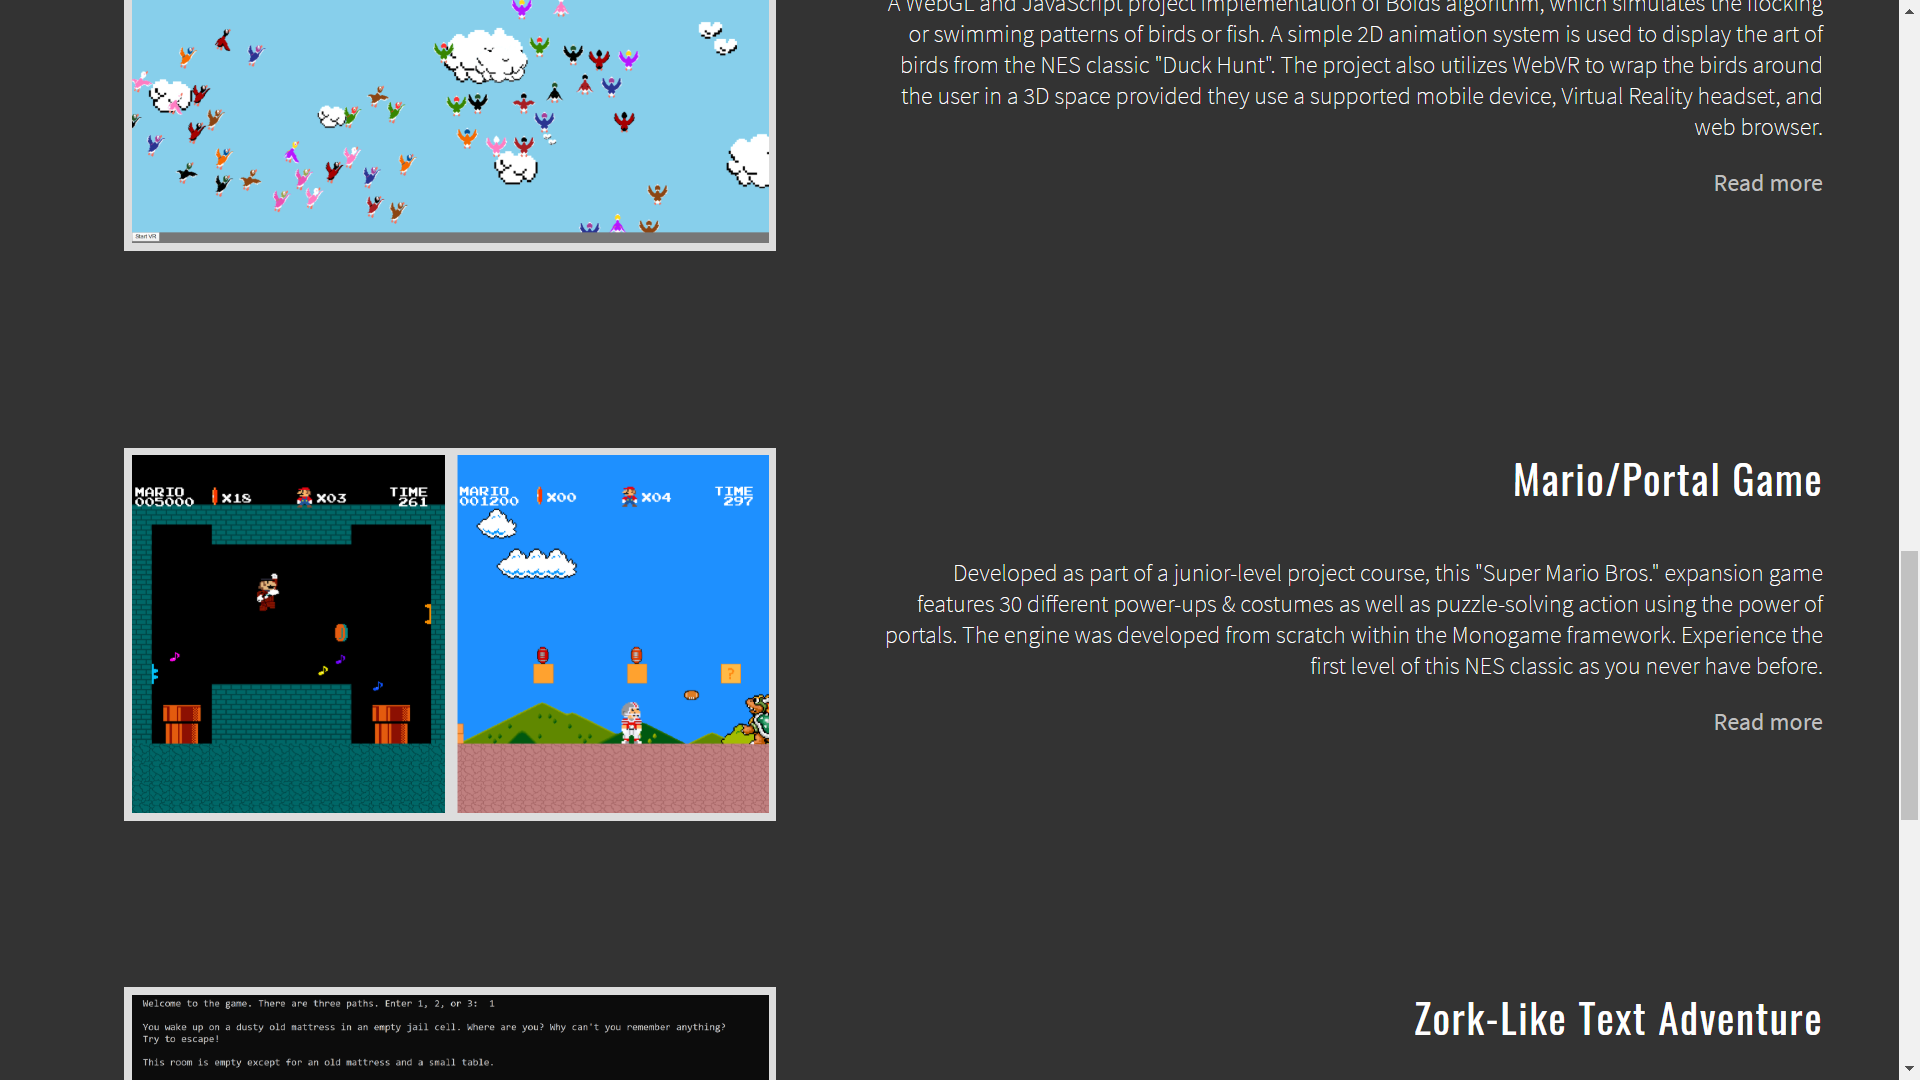 A WebGL and JavaScript project implementation of Boids algorithm, which simulates the flocking
or swimming patterns of birds or fish. A simple 2D animation system is used to display the art of
birds from the NES classic "Duck Hunt". The project also utilizes WebVR to wrap the birds around
the user in a 3D space provided they use a supported mobile device, Virtual Reality headset, and
web browser.
Read more
Start VR
Mario/Portal Game
MARIO
005000
X18
X03
TIME
261
MARIO
001200
X00
X04
TIME
297
?
Developed as part of a junior-level project course, this "Super Mario Bros." expansion game
features 30 different power-ups & costumes as well as puzzle-solving action using the power of
portals. The engine was developed from scratch within the Monogame framework. Experience the
first level of this NES classic as you never have before.
Read more
Zork-Like Text Adventure
Welcome to the game. There are three paths. Enter 1, 2, or 3: 1
You wake up on a dusty old mattress in an empty jail cell. Where are you? Why can't you remember anything?
Try to escape!
This room is empty except for an old mattress and a small table.